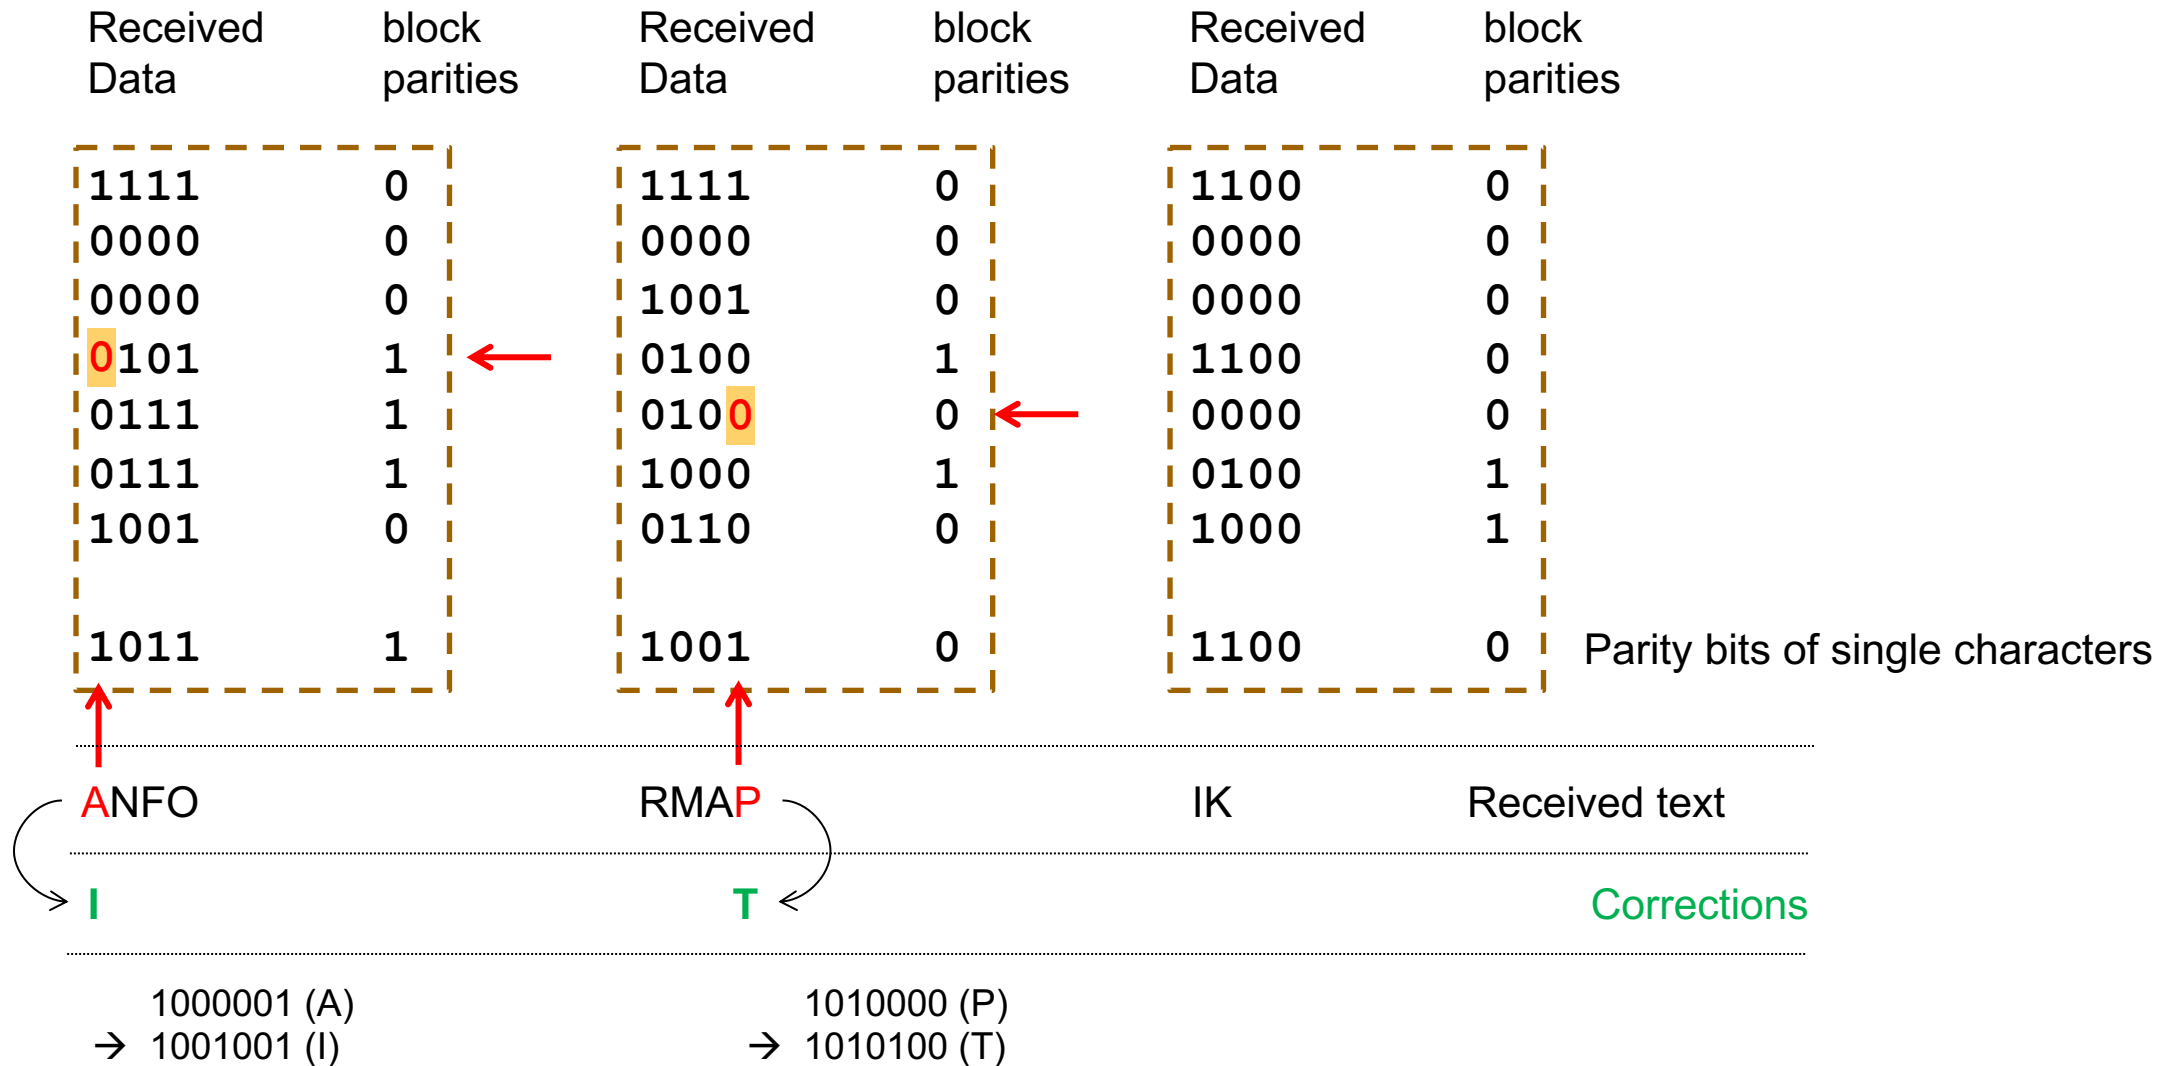 Received block Received block Received block
Data parities Data parities Data parities
1111 0 1111 0 1100 0
0000 0 0000 0 0000 0
0000 0 1001 0 0000 0
0101 1 0100 1 1100 0
0111 1 0100 0 0000 0
0111 1 1000 1 0100 1
1001 0 0110 0 1000 1
1011 1 1001 0 1100 0 Parity bits of single characters
ANFO RMAP IK Received text
I T Corrections
1000001 (A) 1010000 (P)
→ 1001001 (I) → 1010100 (T)